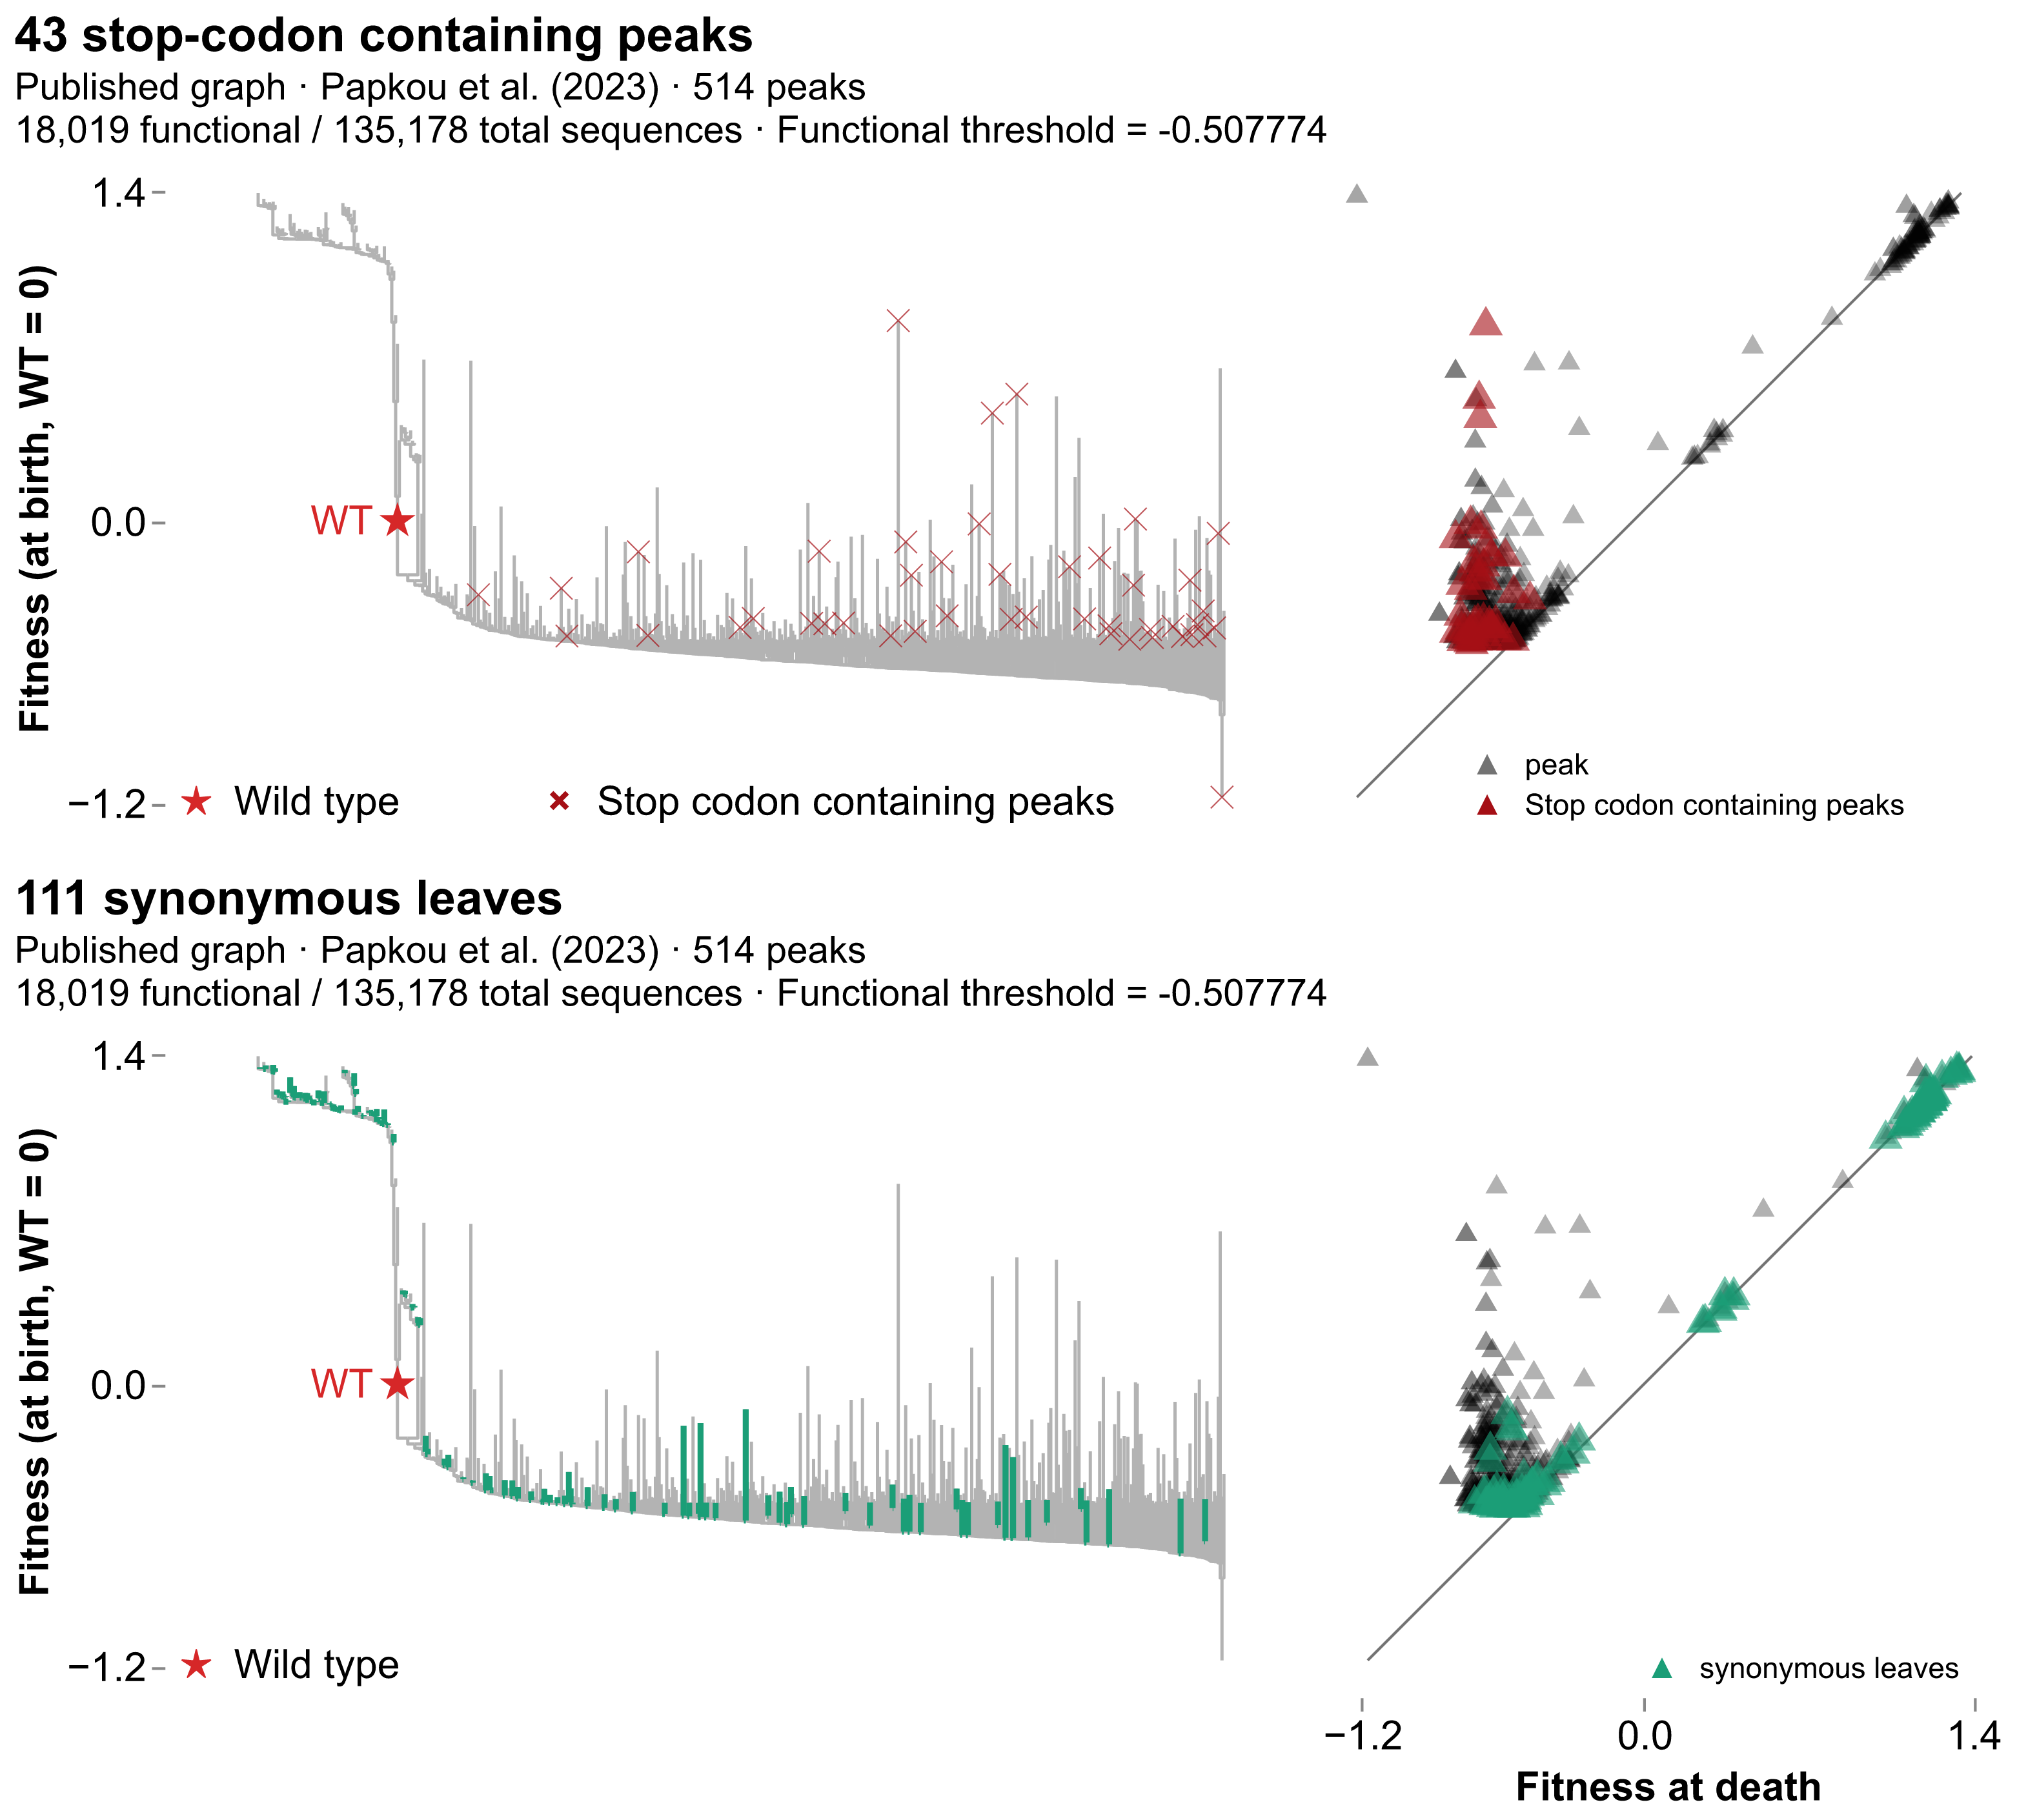 43 stop-codon containing peaks
Published graph · Papkou et al. (2023) · 514 peaks
18,019 functional / 135,178 total sequences · Functional threshold = -0.507774
Fitness (at birth, WT = 0)
1.4
0.0
−1.2
WT
Wild type
Stop codon containing peaks
peak
Stop codon containing peaks
111 synonymous leaves
Published graph · Papkou et al. (2023) · 514 peaks
18,019 functional / 135,178 total sequences · Functional threshold = -0.507774
Fitness (at birth, WT = 0)
1.4
0.0
−1.2
WT
Wild type
synonymous leaves
−1.2
0.0
1.4
Fitness at death